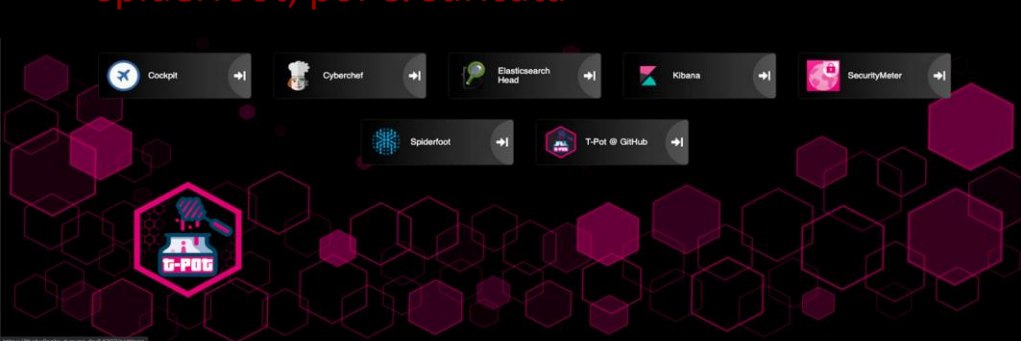 Cockpit
Cyberchef
Elasticsearch
Head
Kibana
SecurityMeter
Spiderfoot
T-Pot @ GitHub
T-POT